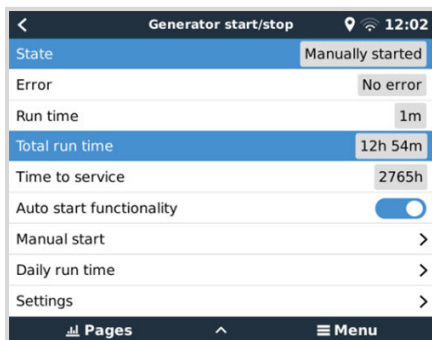 Generator start/stop 12:02
State Manually started
Error No error
Run time 1m
Total run time 12h 54m
Time to service 2765h
Auto start functionality
Manual start
Daily run time
Settings
Pages Menu